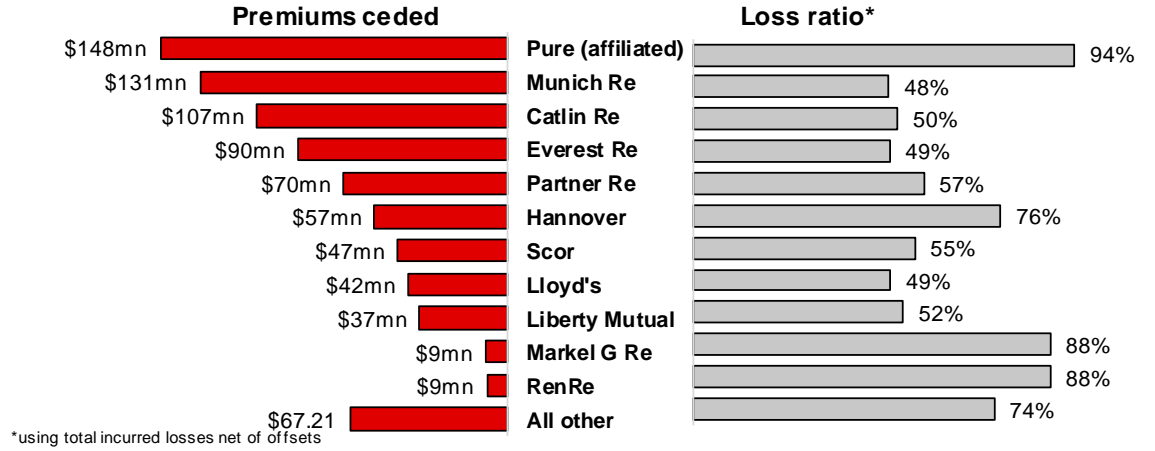 Premiums ceded Loss ratio*
$148mn Pure (affiliated) 94%
$131mn Munich Re 48%
$107mn Catlin Re 50%
$90mn Everest Re 49%
$70mn Partner Re 57%
$57mn Hannover 76%
$47mn Scor 55%
$42mn Lloyd's 49%
$37mn Liberty Mutual 52%
$9mn Markel G Re 88%
$9mn RenRe 88%
$67.21 All other 74%
*using total incurred losses net of offsets